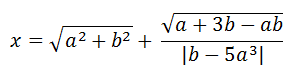 x = √(a² + b²) + √(a + 3b − ab) / |b − 5a³|